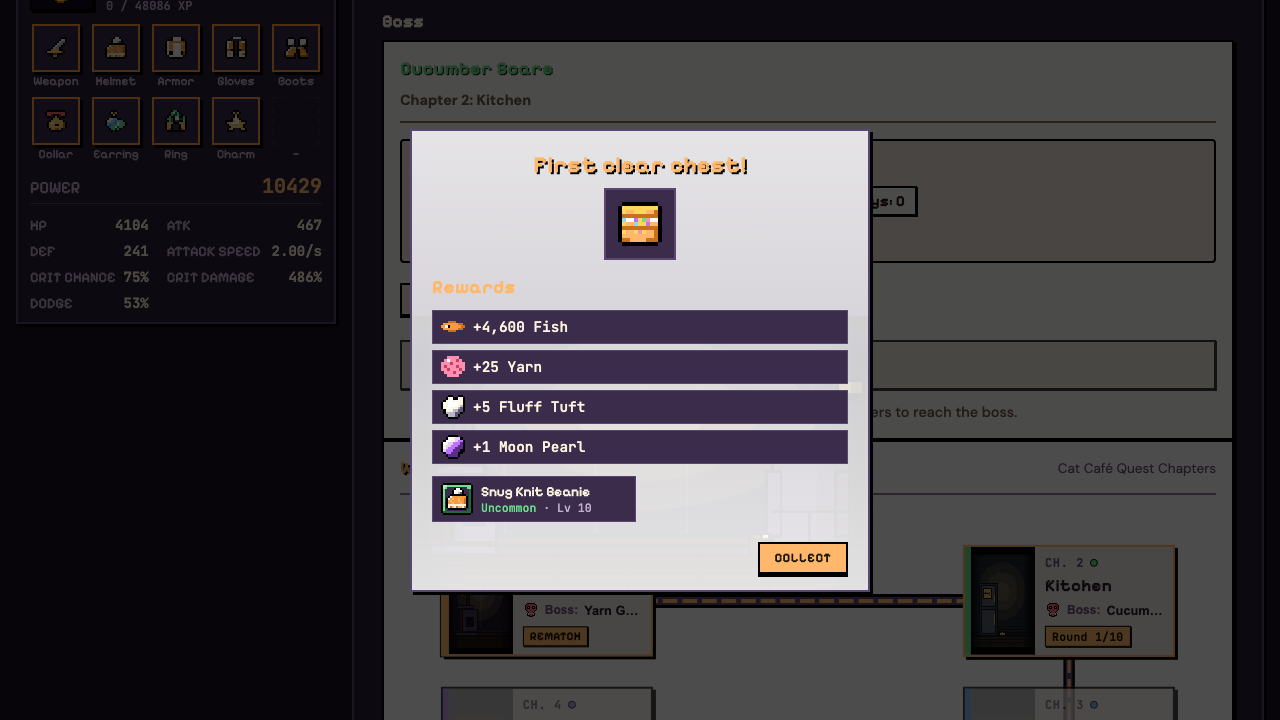 0 / 48086 XP
Weapon Helmet Armor Gloves Boots
Collar Earring Ring Charm -
POWER 10429
HP 4104 ATK 467
DEF 241 ATTACK SPEED 2.00/s
CRIT CHANCE 75% CRIT DAMAGE 486%
DODGE 53%
Boss
Cucumber Scare
Chapter 2: Kitchen
First clear chest!
Rewards
+4,600 Fish
+25 Yarn
+5 Fluff Tuft
+1 Moon Pearl
Snug Knit Beanie
Uncommon · Lv 10
COLLECT
ys: 0
ers to reach the boss.
Cat Café Quest Chapters
Boss: Yarn G...
REMATCH
CH. 2
Kitchen
Boss: Cucum...
Round 1/10
CH. 4
CH. 3